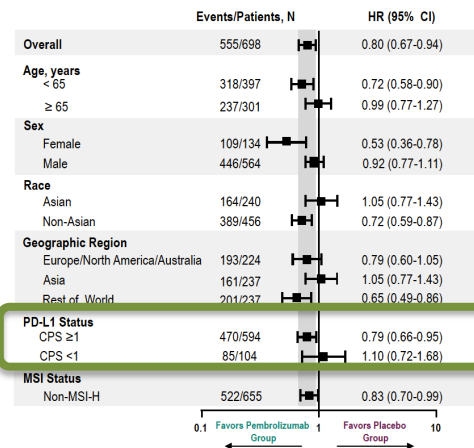 Events/Patients, N HR (95% CI)
Overall 555/698 0.80 (0.67-0.94)
Age, years
< 65 318/397 0.72 (0.58-0.90)
≥ 65 237/301 0.99 (0.77-1.27)
Sex
Female 109/134 0.53 (0.36-0.78)
Male 446/564 0.92 (0.77-1.11)
Race
Asian 164/240 1.05 (0.77-1.43)
Non-Asian 389/456 0.72 (0.59-0.87)
Geographic Region
Europe/North America/Australia 193/224 0.79 (0.60-1.05)
Asia 161/237 1.05 (0.77-1.43)
Rest of World 201/237 0.65 (0.49-0.86)
PD-L1 Status
CPS ≥1 470/594 0.79 (0.66-0.95)
CPS <1 85/104 1.10 (0.72-1.68)
MSI Status
Non-MSI-H 522/655 0.83 (0.70-0.99)
0.1 Favors Pembrolizumab Group 1 Favors Placebo Group 10